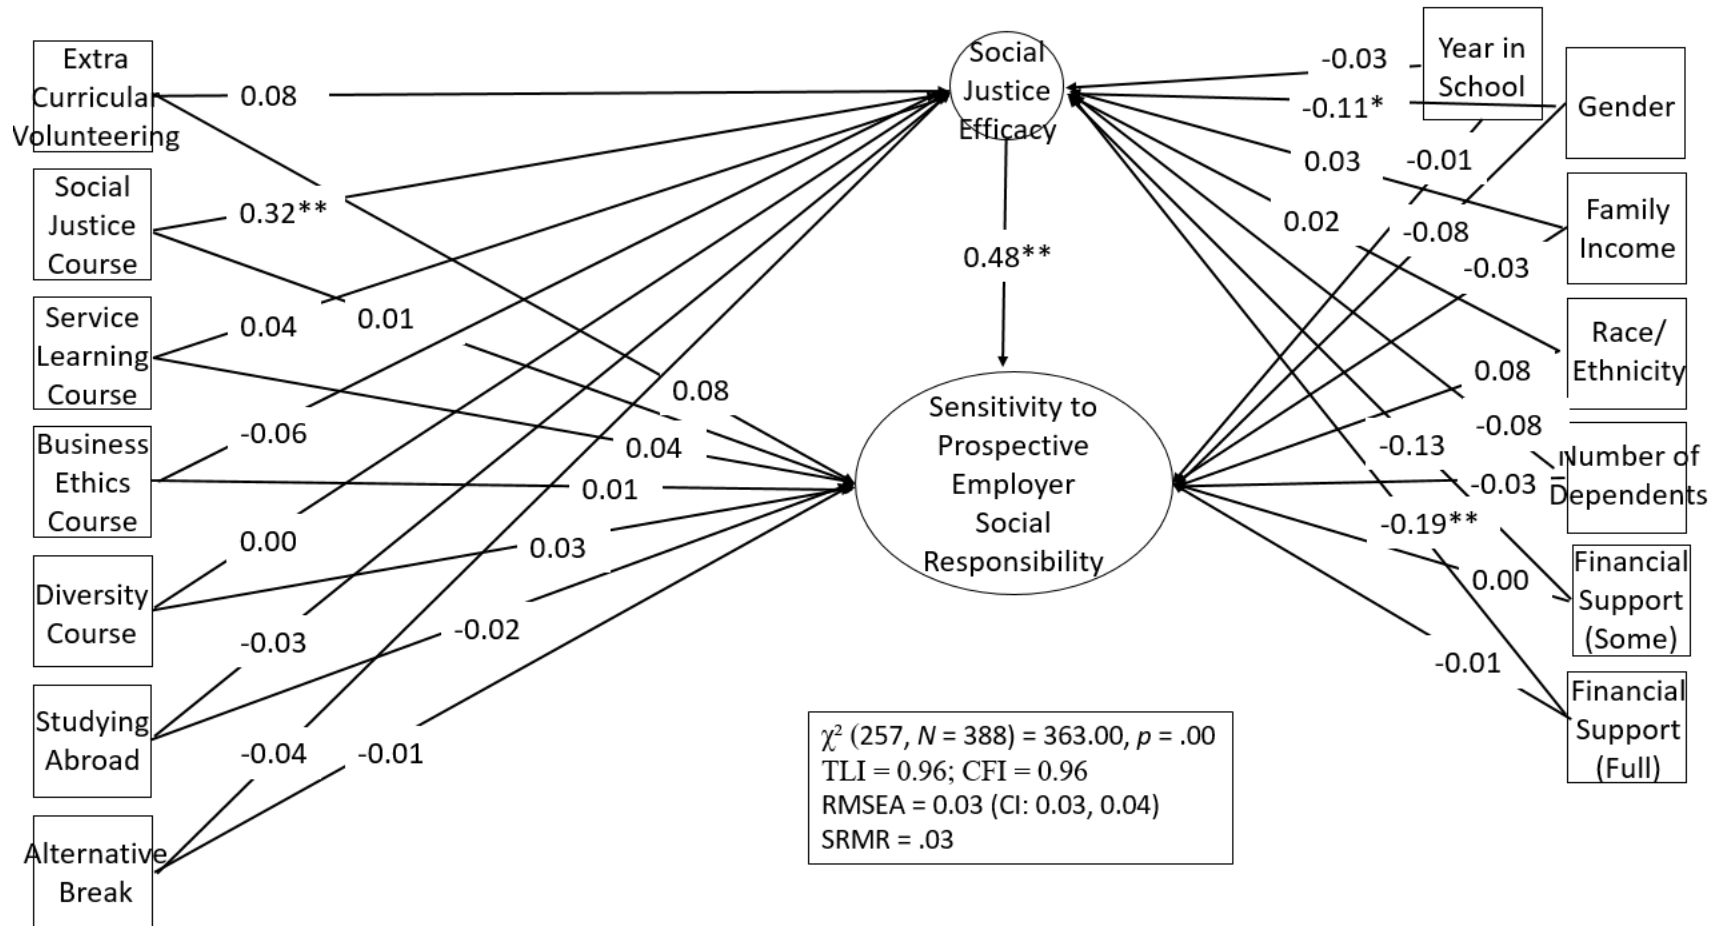 Extra
Curricular
Volunteering
Social
Justice
Course
Service
Learning
Course
Business
Ethics
Course
Diversity
Course
Studying
Abroad
Alternative
Break
0.08
0.32**
0.04
0.01
-0.06
0.00
-0.03
-0.04
-0.01
0.08
0.04
0.01
0.03
-0.02
Social
Justice
Efficacy
0.48**
Sensitivity to
Prospective
Employer
Social
Responsibility
χ² (257, N = 388) = 363.00, p = .00
TLI = 0.96; CFI = 0.96
RMSEA = 0.03 (CI: 0.03, 0.04)
SRMR = .03
-0.03
-0.11*
0.03
-0.01
0.02
-0.08
-0.03
0.08
-0.08
-0.13
-0.03
-0.19**
0.00
-0.01
Year in
School
Gender
Family
Income
Race/
Ethnicity
Number of
Dependents
Financial
Support
(Some)
Financial
Support
(Full)